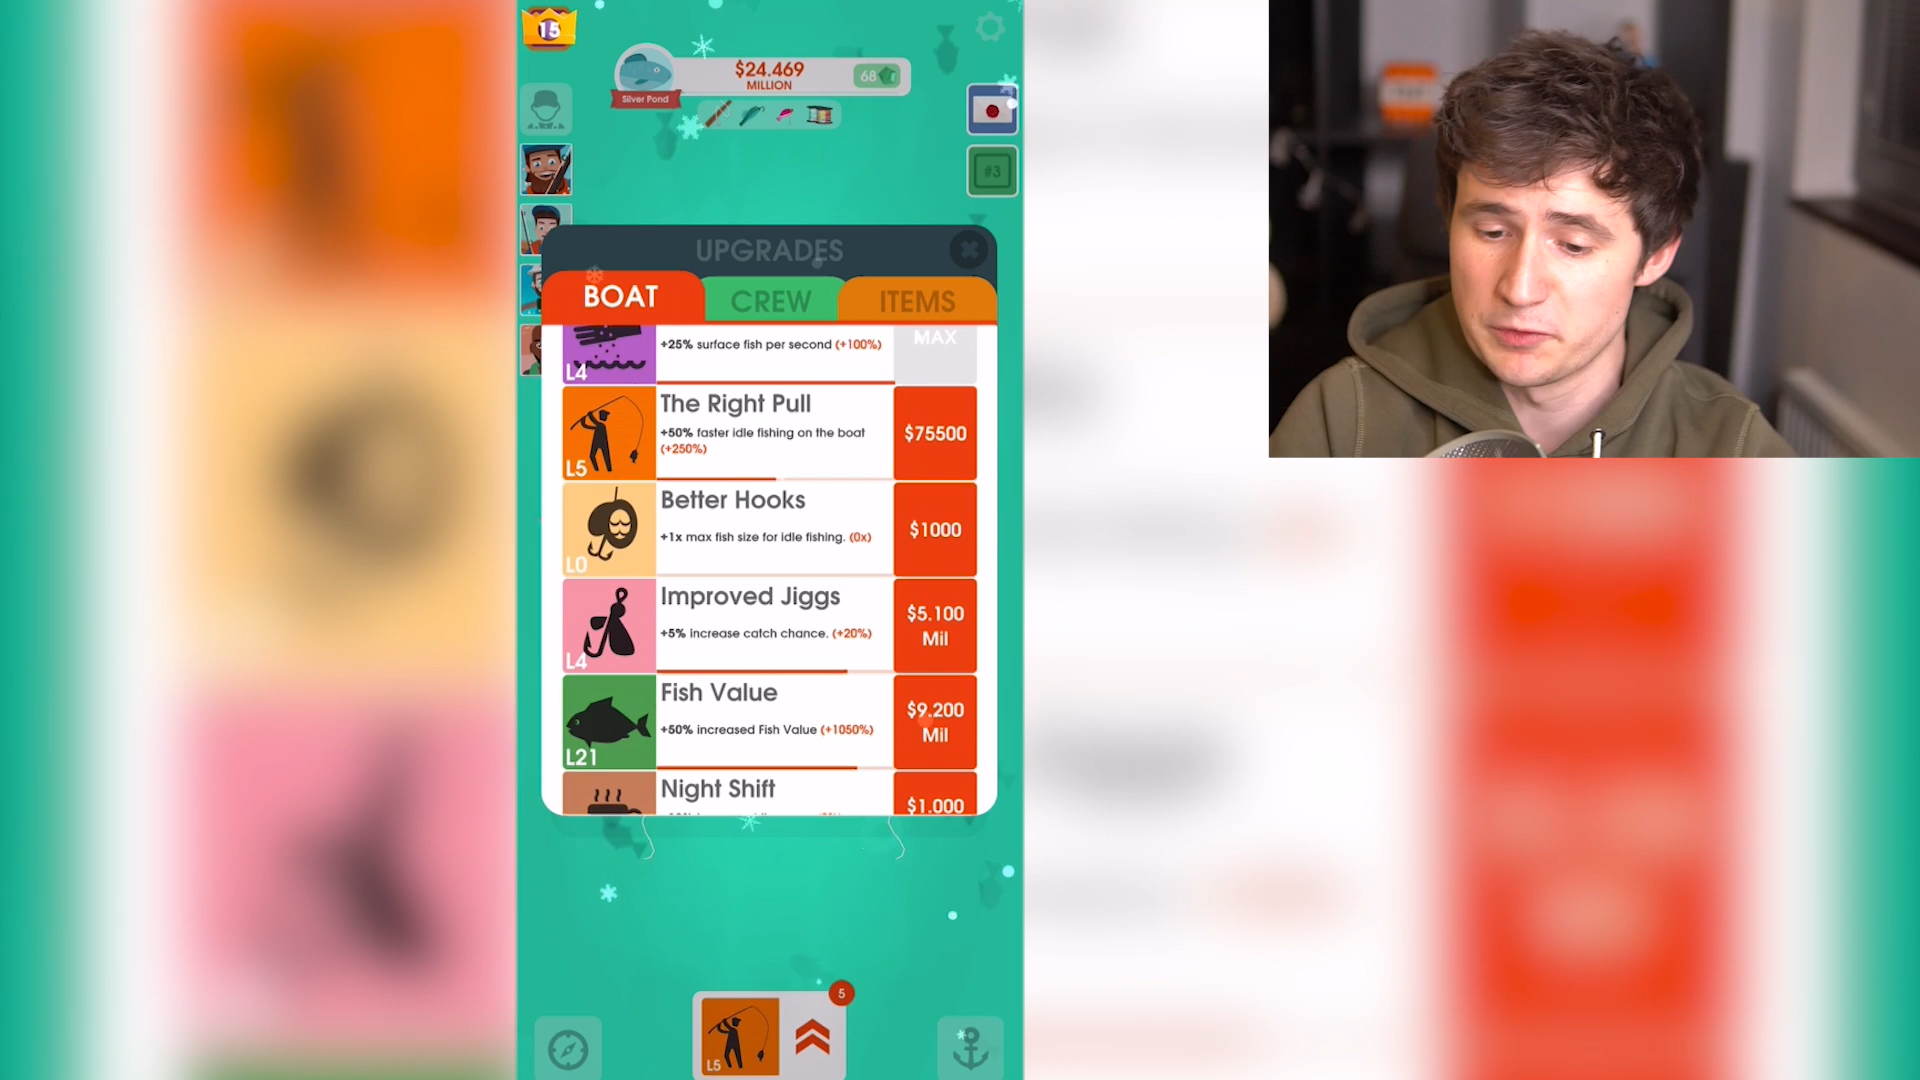 15
$24.469
MILLION
68
Silver Pond
#3
UPGRADES
BOAT
CREW
ITEMS
+25% surface fish per second (+100%)
MAX
L4
The Right Pull
+50% faster idle fishing on the boat
(+250%)
$75500
L5
Better Hooks
+1x max fish size for idle fishing. (0x)
$1000
L0
Improved Jiggs
+5% increase catch chance. (+20%)
$5.100
Mil
L4
Fish Value
+50% increased Fish Value (+1050%)
$9.200
Mil
L21
Night Shift
$1.000
5
L5